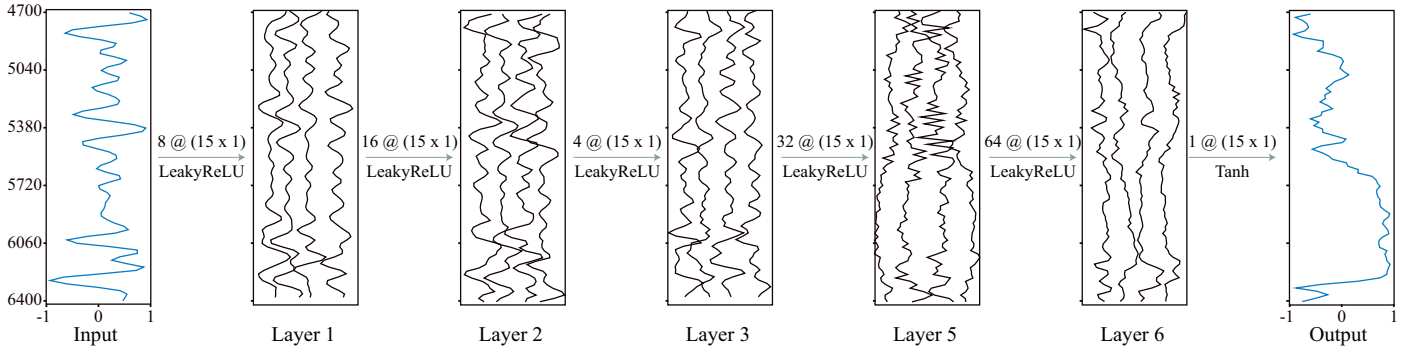 4700
5040
5380
5720
6060
6400
-1 0 1
Input
8 @ (15 x 1)
LeakyReLU
Layer 1
16 @ (15 x 1)
LeakyReLU
Layer 2
4 @ (15 x 1)
LeakyReLU
Layer 3
32 @ (15 x 1)
LeakyReLU
Layer 5
64 @ (15 x 1)
LeakyReLU
Layer 6
1 @ (15 x 1)
Tanh
-1 0 1
Output